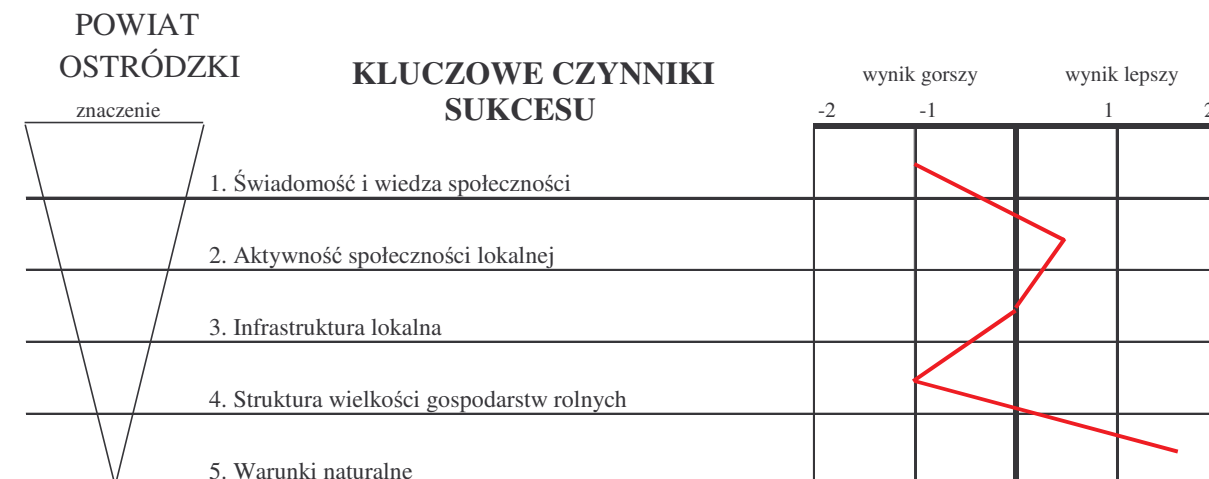 POWIAT
OSTRÓDZKI
znaczenie
KLUCZOWE CZYNNIKI
SUKCESU
wynik gorszy wynik lepszy
-2 -1 1 2
1. Świadomość i wiedza społeczności
2. Aktywność społeczności lokalnej
3. Infrastruktura lokalna
4. Struktura wielkości gospodarstw rolnych
5. Warunki naturalne